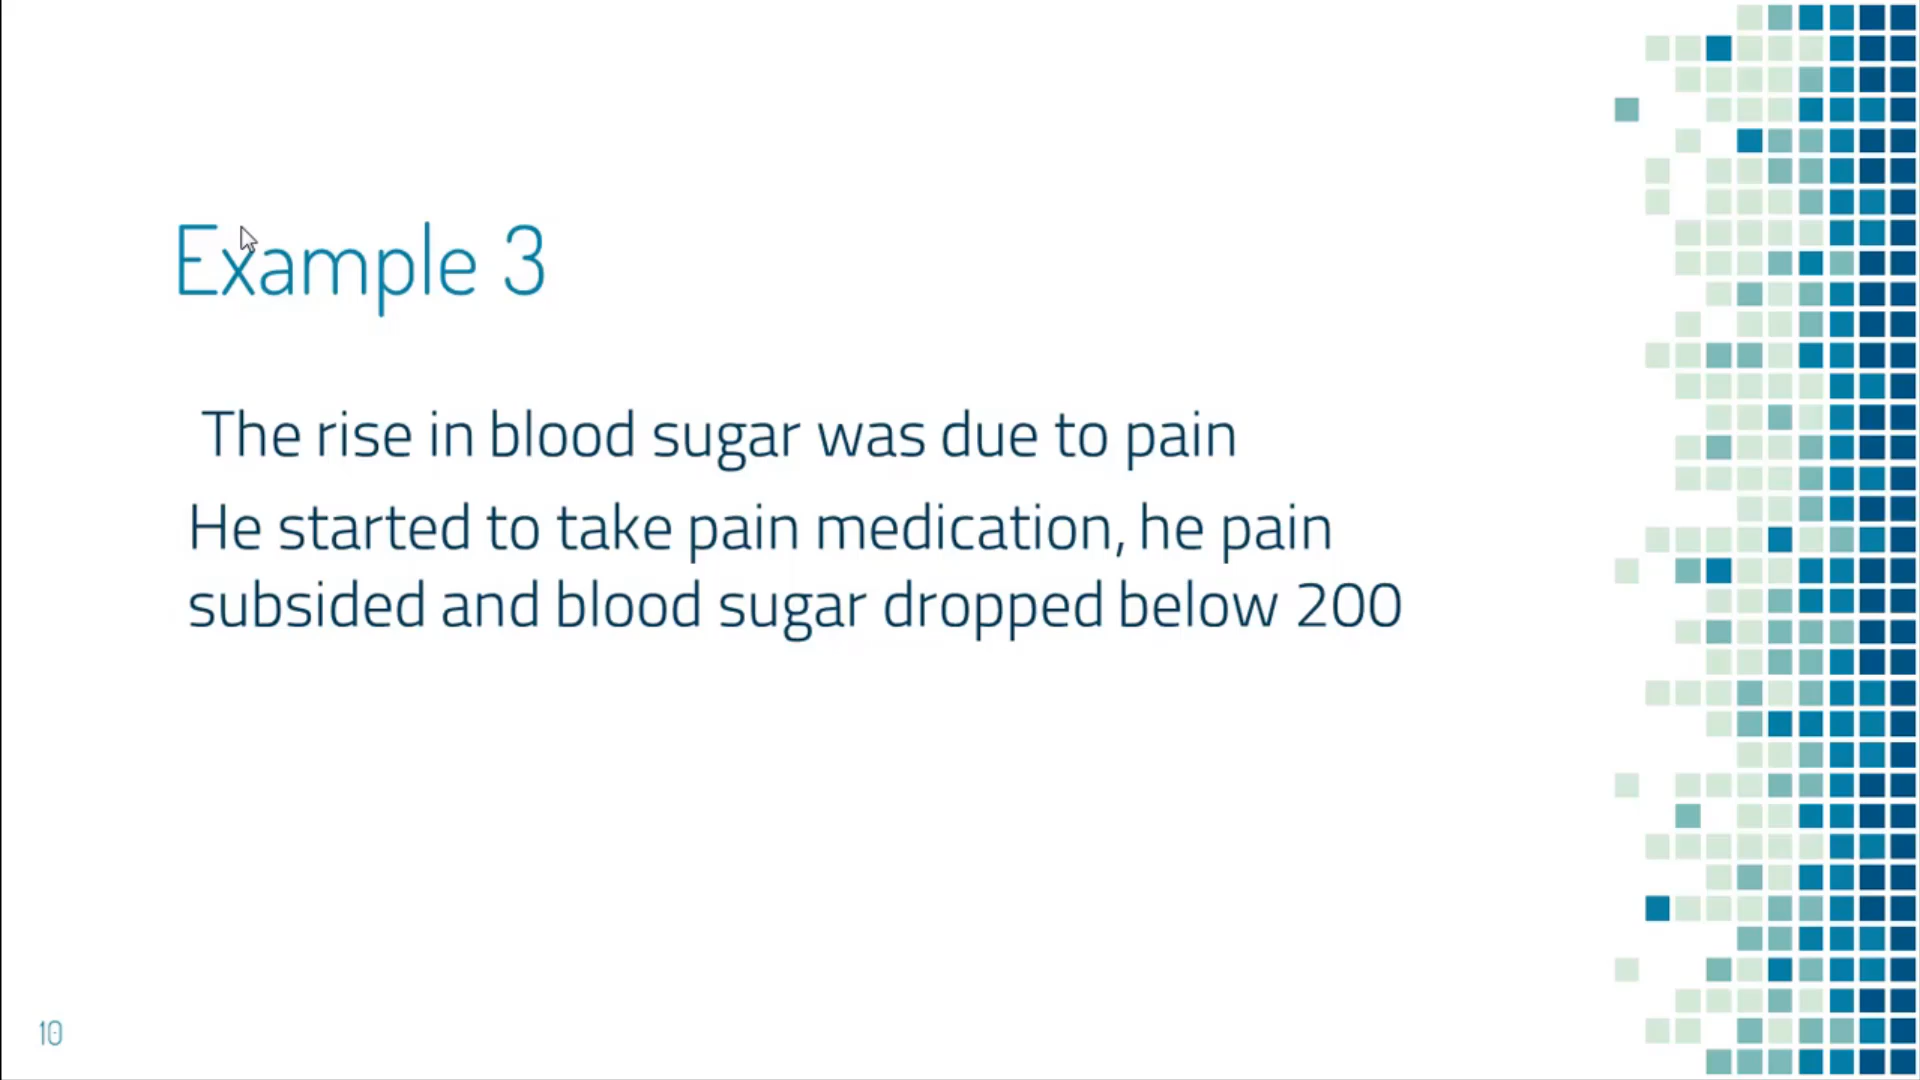 Example 3
The rise in blood sugar was due to pain
He started to take pain medication, he pain
subsided and blood sugar dropped below 200
10